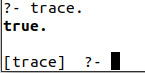 ?- trace.
true.
[trace]  ?-